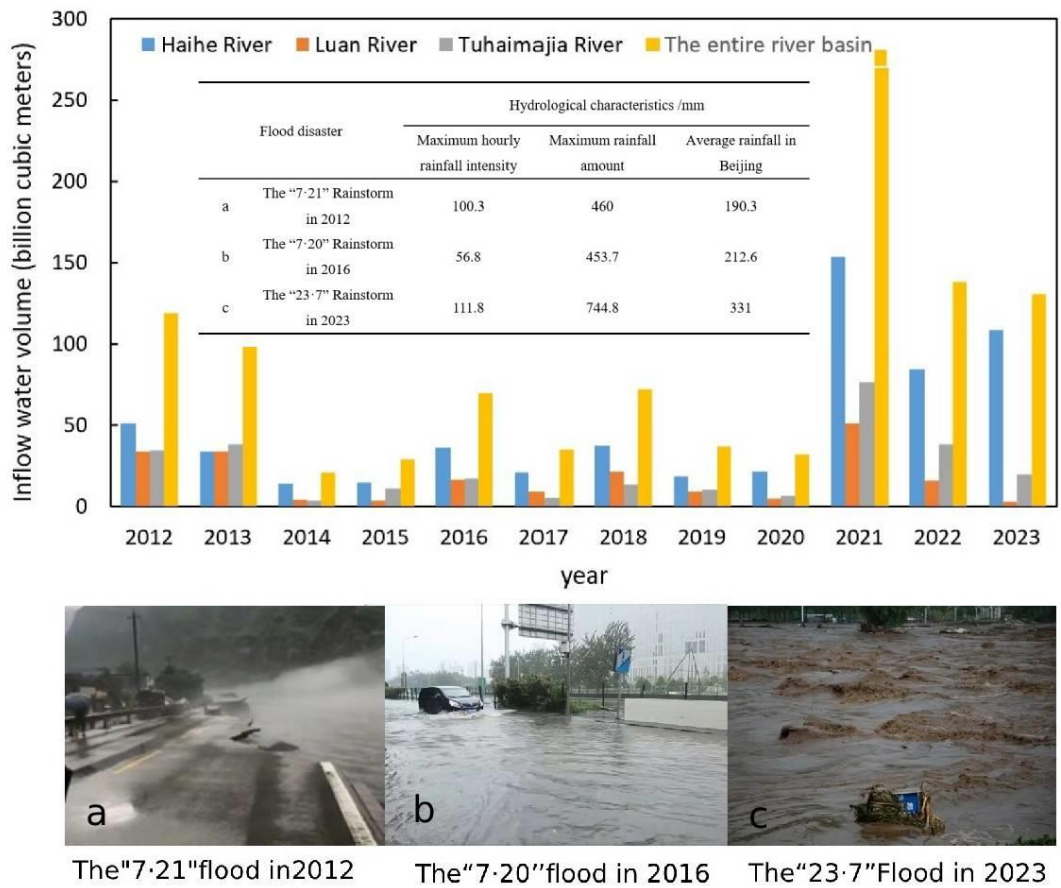 300
250
200
150
100
50
0
Inflow water volume (billion cubic meters)
Haihe River Luan River Tuhaimajia River The entire river basin
Hydrological characteristics /mm
Flood disaster
Maximum hourly rainfall intensity
Maximum rainfall amount
Average rainfall in Beijing
a The “7·21” Rainstorm in 2012 100.3 460 190.3
b The “7·20” Rainstorm in 2016 56.8 453.7 212.6
c The “23·7” Rainstorm in 2023 111.8 744.8 331
2012 2013 2014 2015 2016 2017 2018 2019 2020 2021 2022 2023
year
a b c
The"7·21"flood in2012 The“7·20”flood in 2016 The“23·7”Flood in 2023